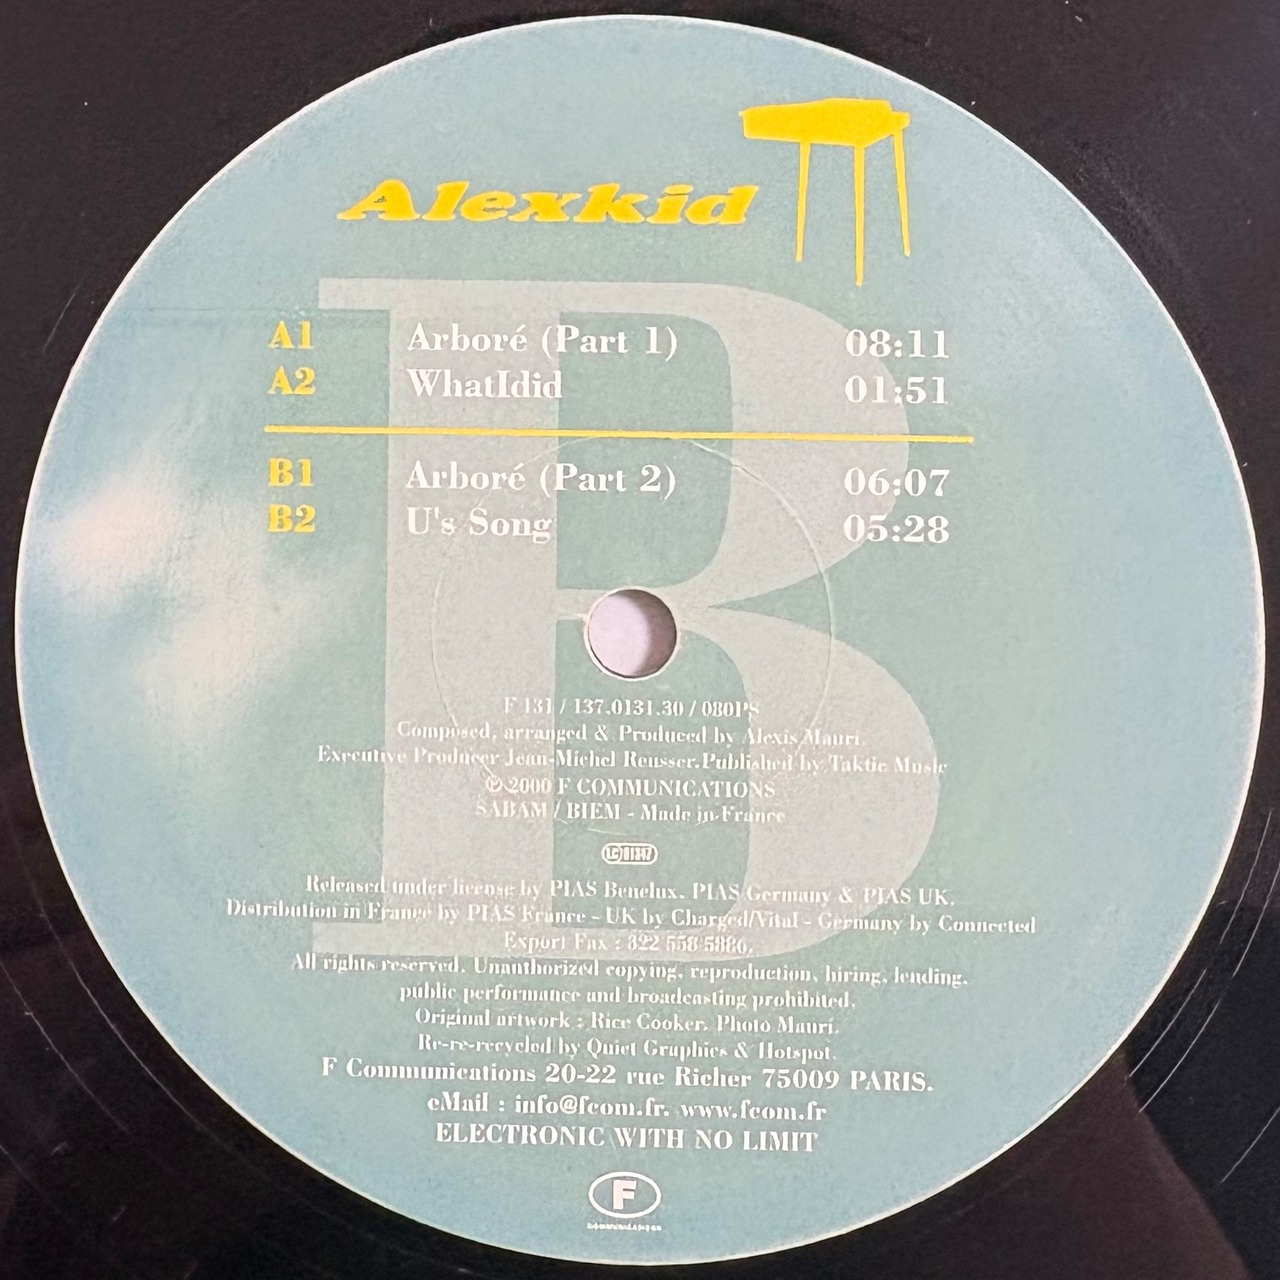 Alexkid
A1 Arboré (Part 1) 08:11
A2 WhatIdid 01:51
B1 Arboré (Part 2) 06:07
B2 U's Song 05:28
B
F 131 / 137.0131.30 / 080PS
Composed, arranged & Produced by Alexis Mauri.
Executive Producer Jean-Michel Reusser. Published by Taktic Music
℗ 2000 F COMMUNICATIONS
SABAM / BIEM - Made in France
LC 01347
Released under license by PIAS Benelux. PIAS Germany & PIAS UK.
Distribution in France by PIAS France - UK by Charged/Vital - Germany by Connected
Export Fax : 322 558 5880.
All rights reserved. Unanthorized copying, reproduction, hiring, lending,
public performance and broadcasting prohibited.
Original artwork : Rice Cooker. Photo Mauri.
Re-re-recycled by Quiet Graphics & Hotspot.
F Communications 20-22 rue Richer 75009 PARIS.
eMail : info@fcom.fr. www.fcom.fr
ELECTRONIC WITH NO LIMIT
F
COMMUNICATIONS